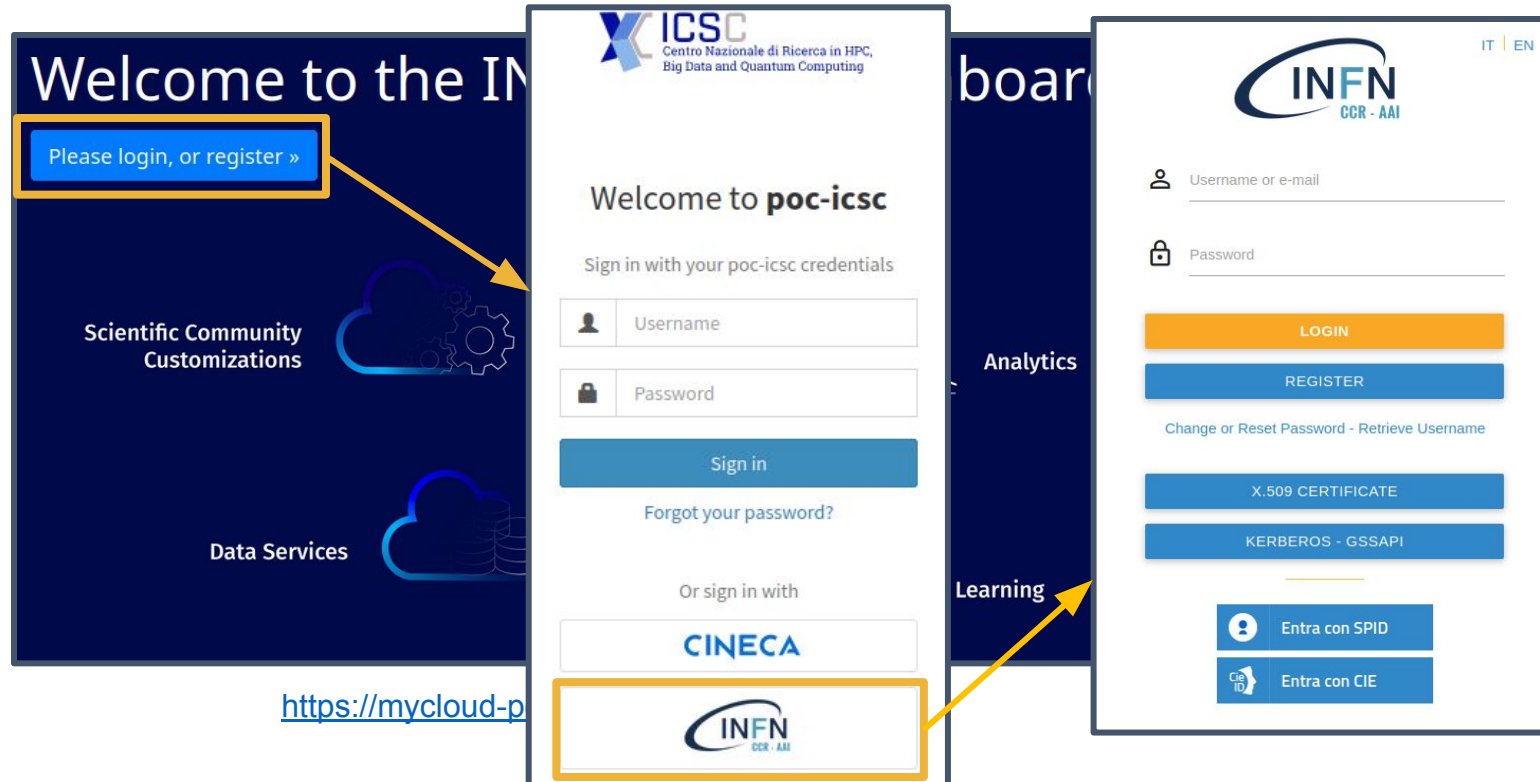 Welcome to the IN
boar
Please login, or register »
Scientific Community
Customizations
Data Services
Analytics
Learning
https://mycloud-p
ICSC
Centro Nazionale di Ricerca in HPC,
Big Data and Quantum Computing
Welcome to poc-icsc
Sign in with your poc-icsc credentials
Username
Password
Sign in
Forgot your password?
Or sign in with
CINECA
INFN
CCR - AAI
IT | EN
INFN
CCR - AAI
Username or e-mail
Password
LOGIN
REGISTER
Change or Reset Password - Retrieve Username
X.509 CERTIFICATE
KERBEROS - GSSAPI
Entra con SPID
Cie
ID
Entra con CIE